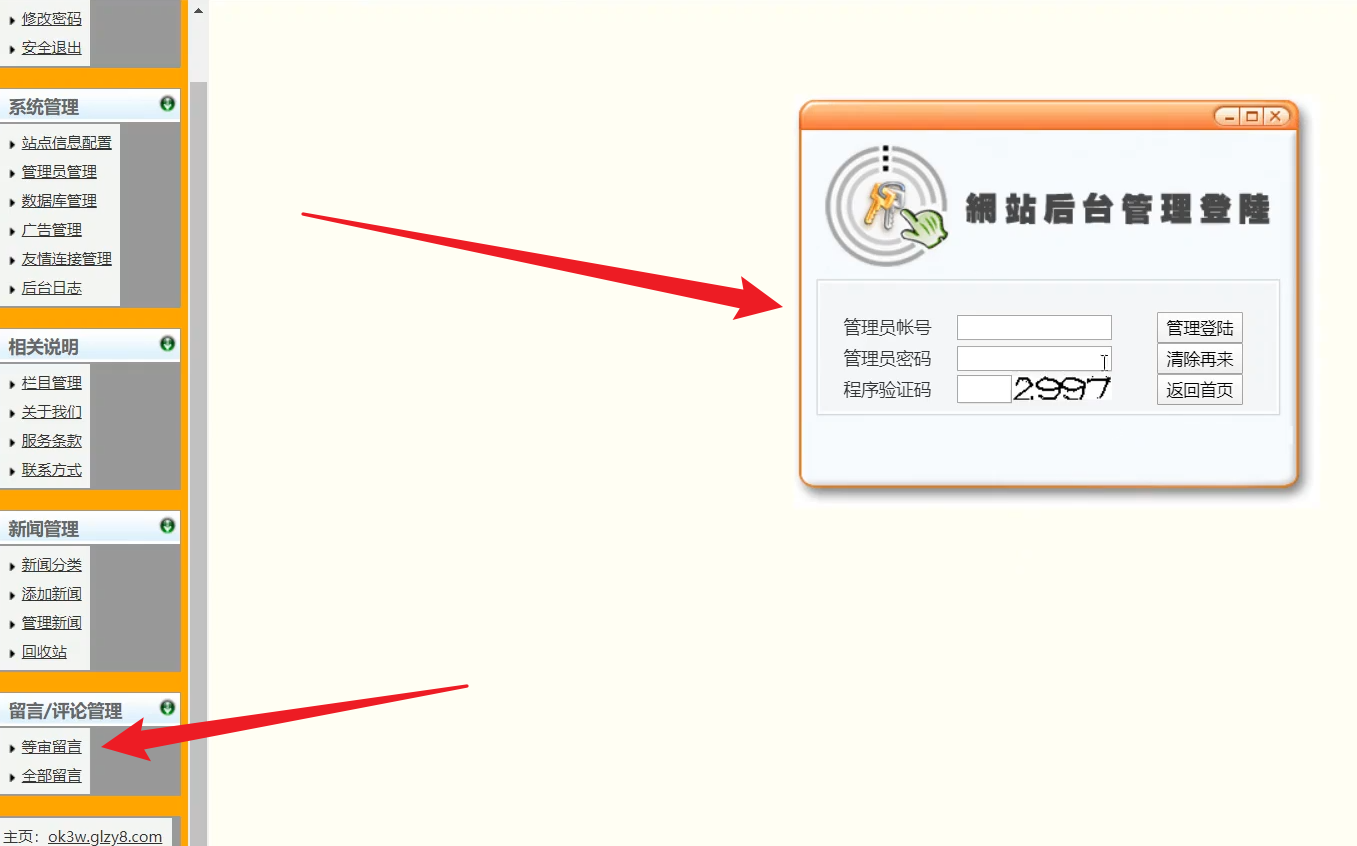 修改密码
安全退出
系统管理
站点信息配置
管理员管理
数据库管理
广告管理
友情连接管理
后台日志
相关说明
栏目管理
关于我们
服务条款
联系方式
新闻管理
新闻分类
添加新闻
管理新闻
回收站
留言/评论管理
等审留言
全部留言
主页：ok3w.glzy8.com
網站后台管理登陸
管理员帐号
管理登陆
管理员密码
清除再来
程序验证码 2997
返回首页